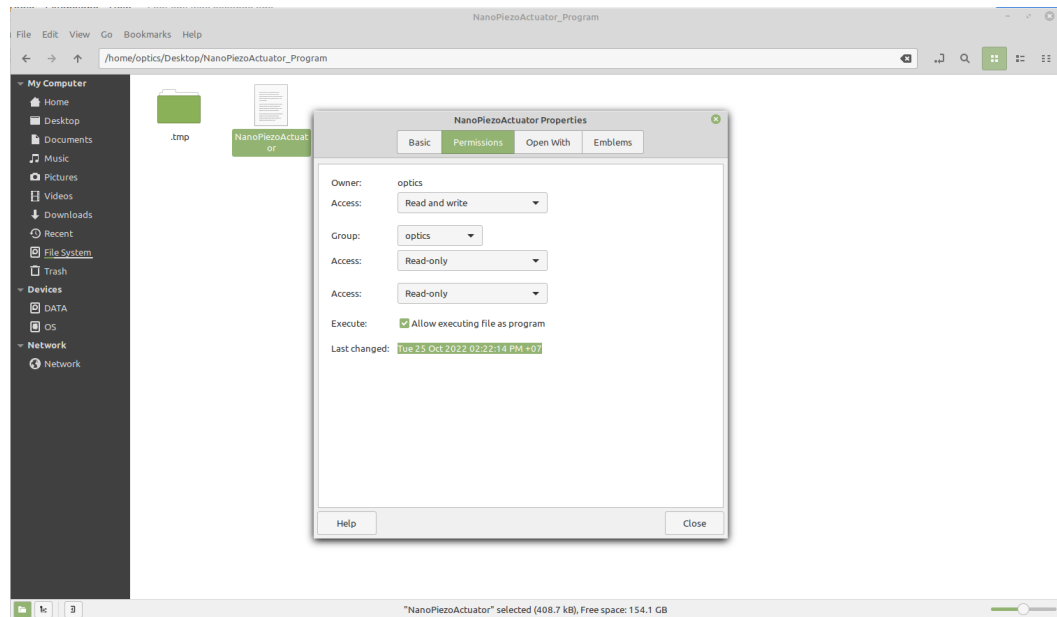 NanoPiezoActuator_Program
File Edit View Go Bookmarks Help
/home/optics/Desktop/NanoPiezoActuator_Program
My Computer
Home
Desktop
Documents
Music
Pictures
Videos
Downloads
Recent
File System
Trash
Devices
DATA
OS
Network
Network
.tmp
NanoPiezoActuat
or
NanoPiezoActuator Properties
Basic Permissions Open With Emblems
Owner: optics
Access: Read and write
Group: optics
Access: Read-only
Access: Read-only
Execute: Allow executing file as program
Last changed: Tue 25 Oct 2022 02:22:14 PM +07
Help Close
"NanoPiezoActuator" selected (408.7 kB), Free space: 154.1 GB